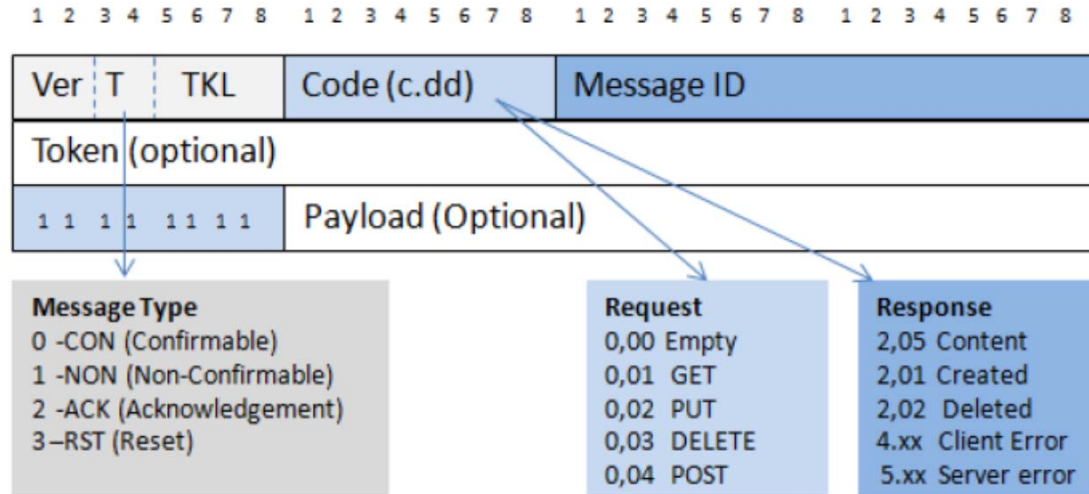 1 2 3 4 5 6 7 8 1 2 3 4 5 6 7 8 1 2 3 4 5 6 7 8 1 2 3 4 5 6 7 8
Ver T TKL Code (c.dd) Message ID
Token (optional)
1 1 1 1 1 1 1 1 Payload (Optional)
Message Type
0 -CON (Confirmable)
1 -NON (Non-Confirmable)
2 -ACK (Acknowledgement)
3 –RST (Reset)
Request
0,00 Empty
0,01 GET
0,02 PUT
0,03 DELETE
0,04 POST
Response
2,05 Content
2,01 Created
2,02 Deleted
4.xx Client Error
5.xx Server error